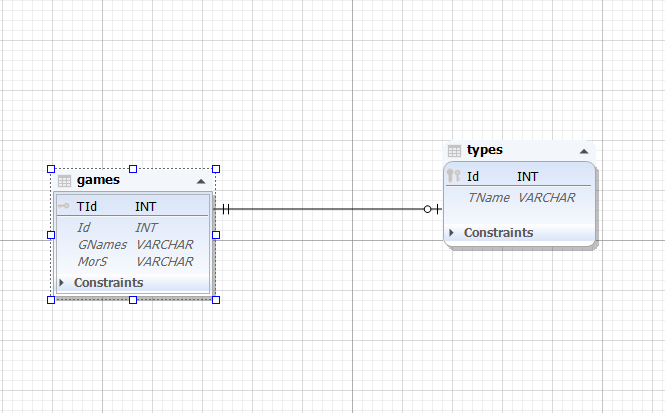 games
TId INT
Id INT
GNames VARCHAR
MorS VARCHAR
Constraints
types
Id INT
TName VARCHAR
Constraints